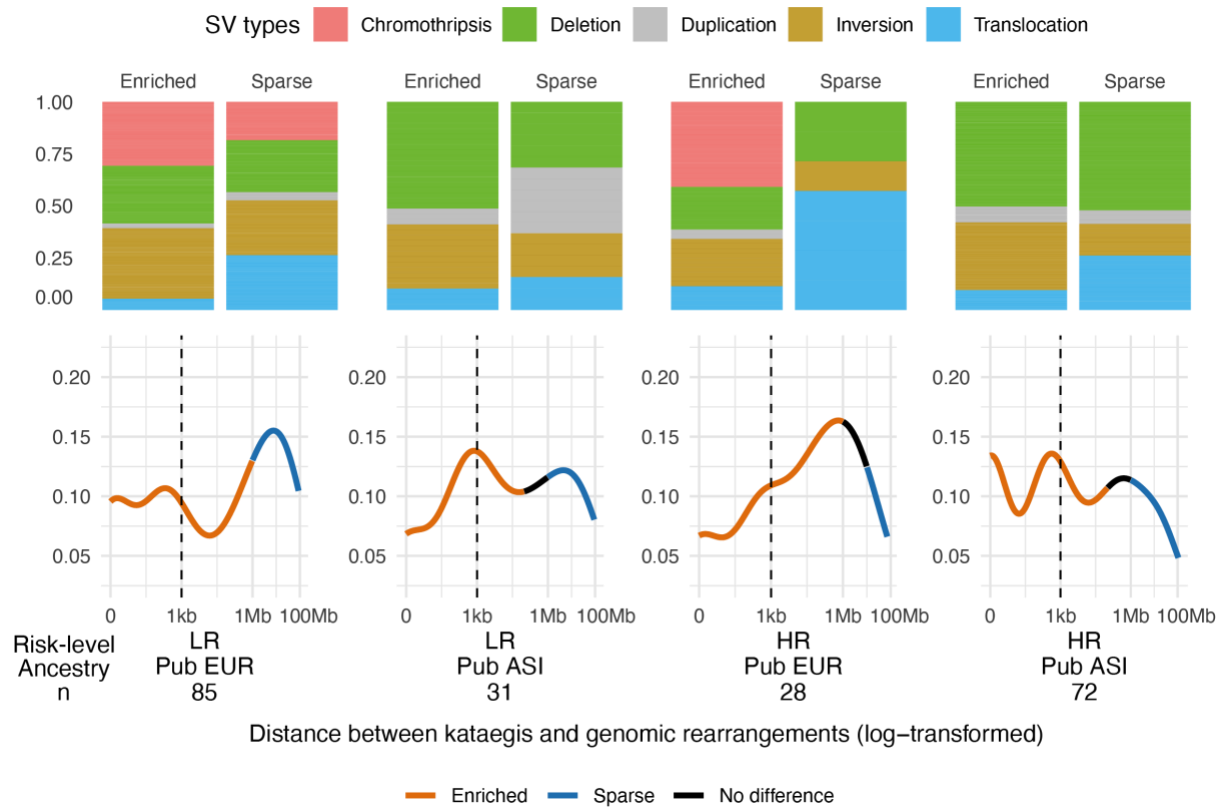 SV types Chromothripsis Deletion Duplication Inversion Translocation
Enriched Sparse Enriched Sparse Enriched Sparse Enriched Sparse
1.00
0.75
0.50
0.25
0.00
0.20 0.20 0.20 0.20
0.15 0.15 0.15 0.15
0.10 0.10 0.10 0.10
0.05 0.05 0.05 0.05
0 1kb 1Mb 100Mb 0 1kb 1Mb 100Mb 0 1kb 1Mb 100Mb 0 1kb 1Mb 100Mb
Risk-level LR LR HR HR
Ancestry Pub EUR Pub ASI Pub EUR Pub ASI
n 85 31 28 72
Distance between kataegis and genomic rearrangements (log−transformed)
Enriched Sparse No difference